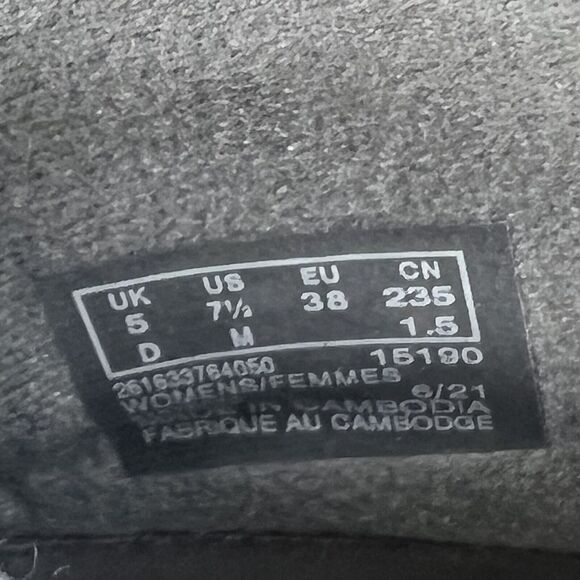 UK US EU CN
5 7½ 38 235
D M 1.5
261633764050 15190
WOMENS/FEMMES 6/21
MADE IN CAMBODIA
FABRIQUÉ AU CAMBODGE